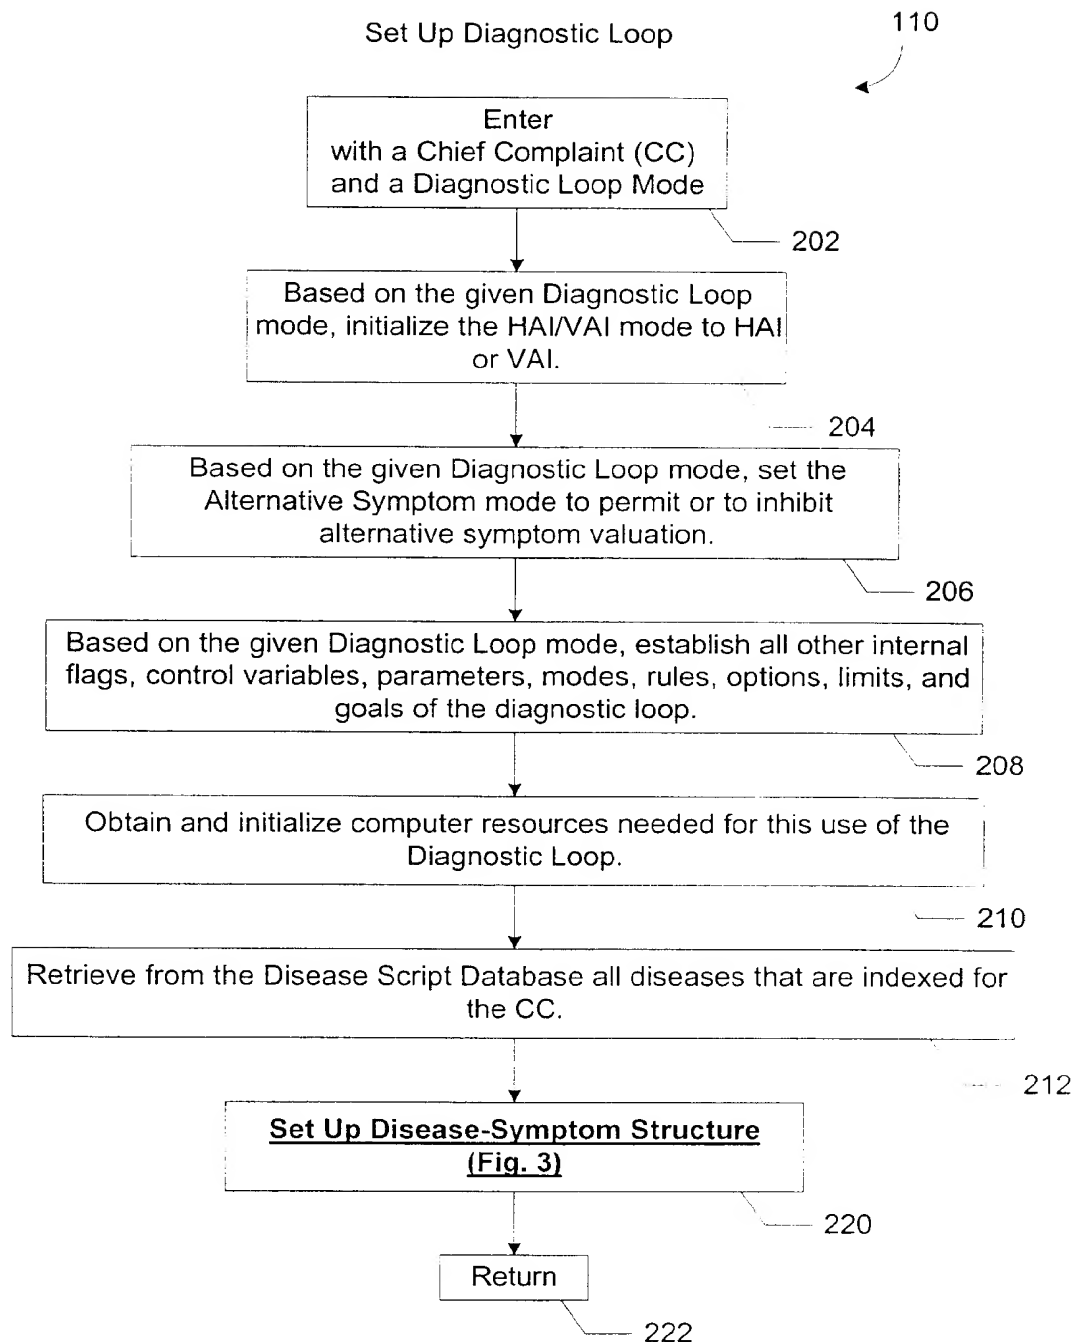 Set Up Diagnostic Loop
110
Enter
with a Chief Complaint (CC)
and a Diagnostic Loop Mode
202
Based on the given Diagnostic Loop
mode, initialize the HAI/VAI mode to HAI
or VAI.
204
Based on the given Diagnostic Loop mode, set the
Alternative Symptom mode to permit or to inhibit
alternative symptom valuation.
206
Based on the given Diagnostic Loop mode, establish all other internal
flags, control variables, parameters, modes, rules, options, limits, and
goals of the diagnostic loop.
208
Obtain and initialize computer resources needed for this use of the
Diagnostic Loop.
210
Retrieve from the Disease Script Database all diseases that are indexed for
the CC.
212
Set Up Disease-Symptom Structure
(Fig. 3)
220
Return
222